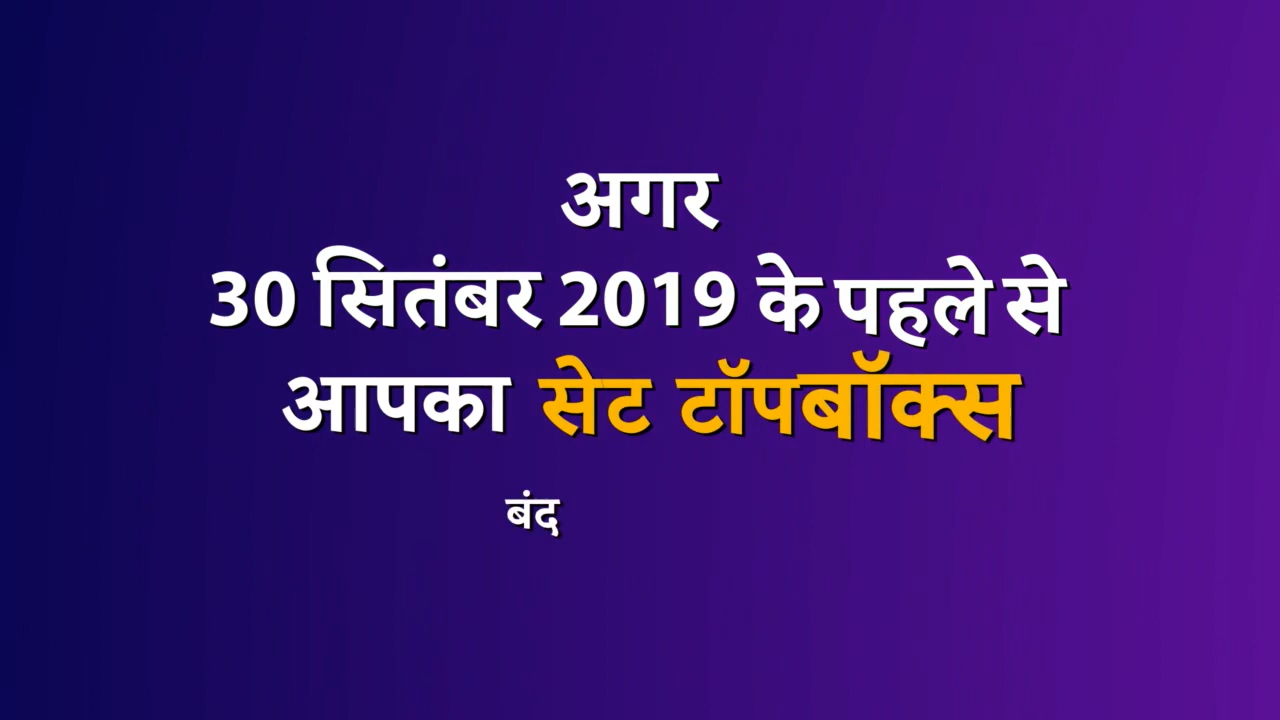 अगर
30 सितंबर 2019 के पहले से
आपका सेट टॉपबॉक्स
बंद